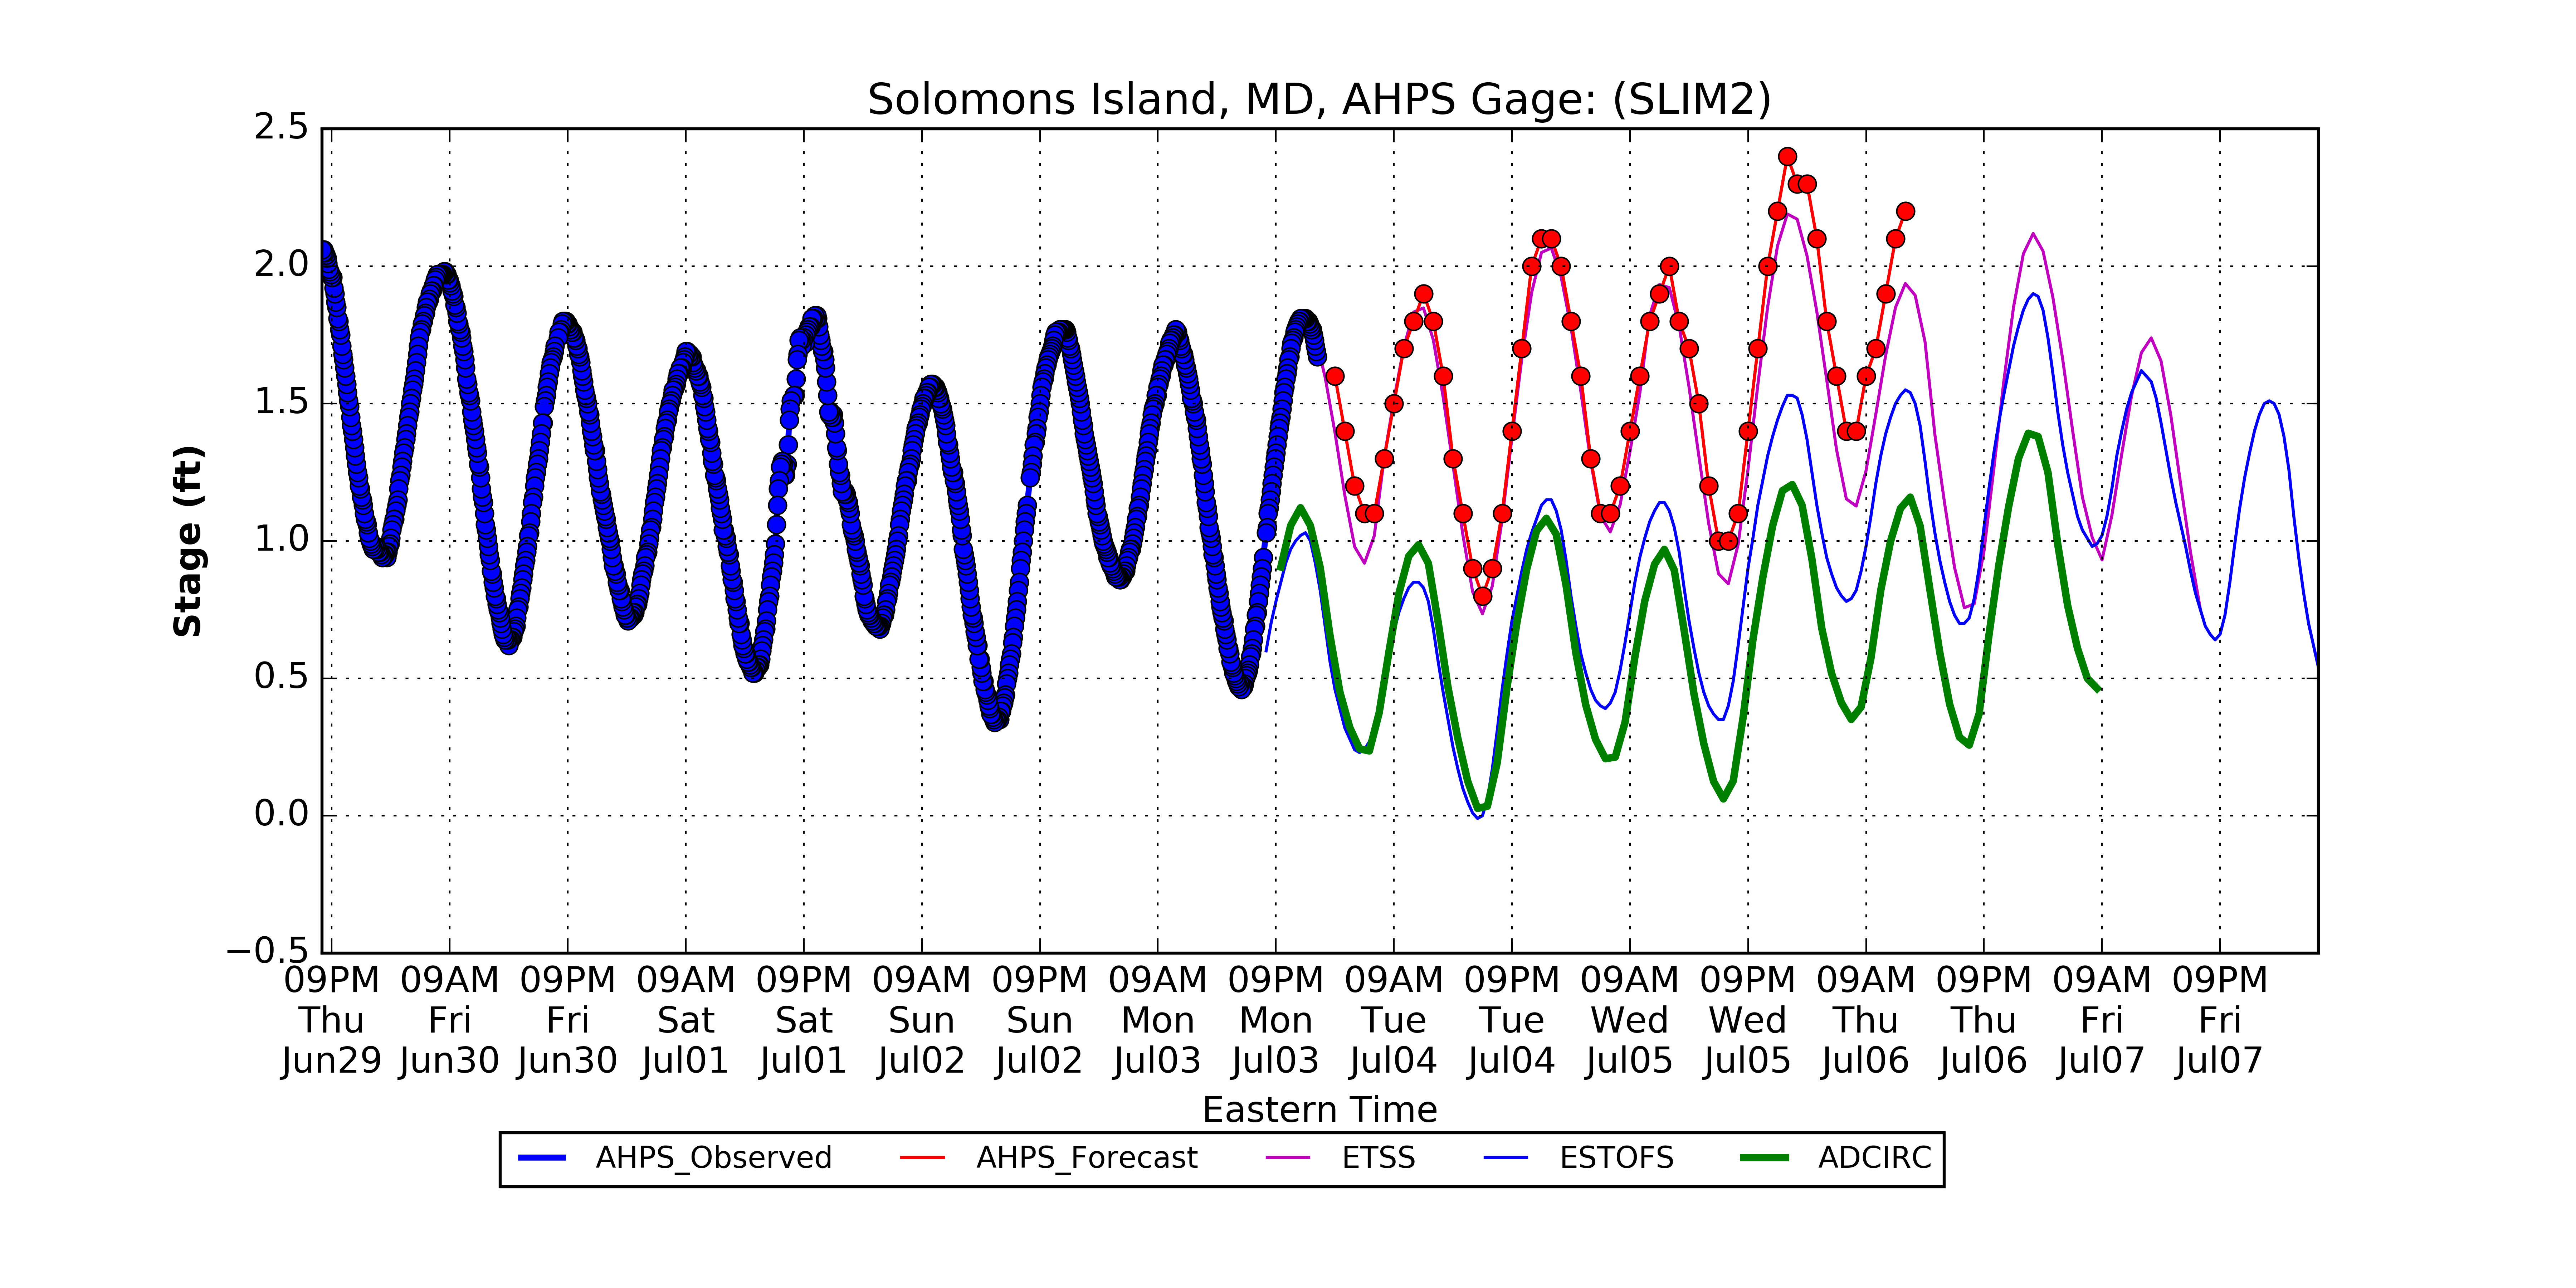 Solomons Island, MD, AHPS Gage: (SLIM2)
2.5
2.0
1.5
1.0
0.5
0.0
−0.5
Stage (ft)
09PM 09AM 09PM 09AM 09PM 09AM 09PM 09AM 09PM 09AM 09PM 09AM 09PM 09AM 09PM 09AM 09PM
Thu Fri Fri Sat Sat Sun Sun Mon Mon Tue Tue Wed Wed Thu Thu Fri Fri
Jun29 Jun30 Jun30 Jul01 Jul01 Jul02 Jul02 Jul03 Jul03 Jul04 Jul04 Jul05 Jul05 Jul06 Jul06 Jul07 Jul07
Eastern Time
AHPS_Observed AHPS_Forecast ETSS ESTOFS ADCIRC